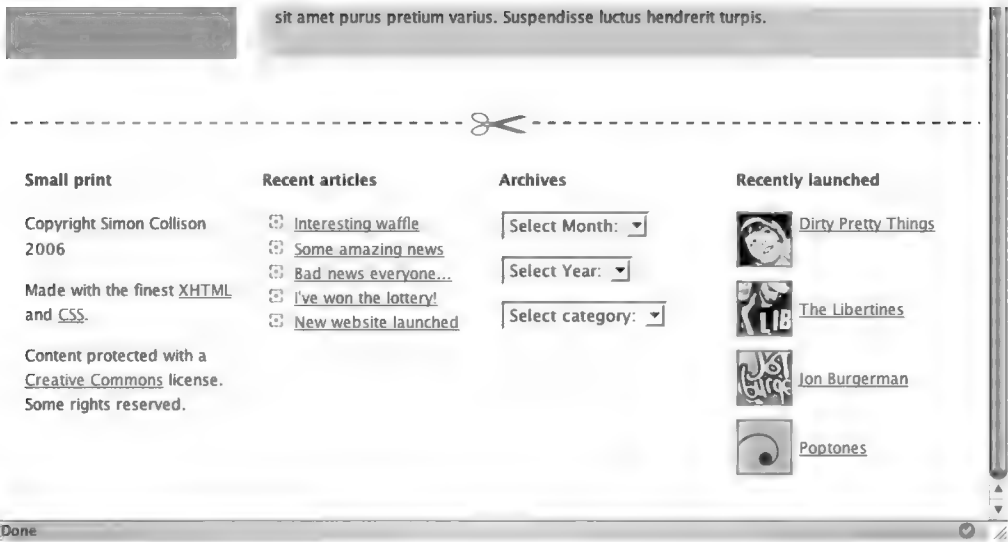 sit amet purus pretium varius. Suspendisse luctus hendrerit turpis.
Small print
Copyright Simon Collison
2006
Made with the finest XHTML
and CSS.
Content protected with a
Creative Commons license.
Some rights reserved.
Recent articles
Interesting waffle
Some amazing news
Bad news everyone...
I've won the lottery!
New website launched
Archives
Select Month:
Select Year:
Select category:
Recently launched
Dirty Pretty Things
LIB
The Libertines
Just
burge
Jon Burgerman
Poptones
Done